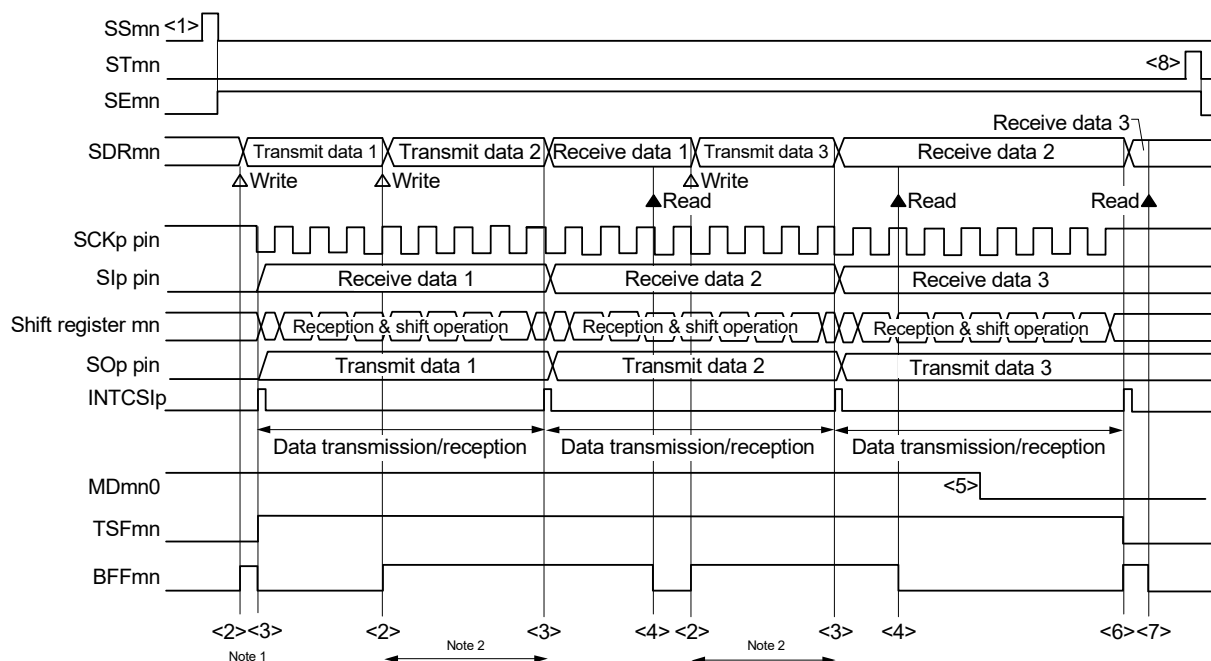 SSmn <1>
STmn <8>
SEmn
Receive data 3
SDRmn Transmit data 1 Transmit data 2 Receive data 1 Transmit data 3 Receive data 2
Write Write Write
Read Read Read
SCKp pin
SIp pin Receive data 1 Receive data 2 Receive data 3
Shift register mn Reception & shift operation Reception & shift operation Reception & shift operation
SOp pin Transmit data 1 Transmit data 2 Transmit data 3
INTCSIp
Data transmission/reception Data transmission/reception Data transmission/reception
MDmn0 <5>
TSFmn
BFFmn
<2> <3> <2> <3> <4> <2> <3> <4> <6> <7>
Note 1 Note 2 Note 2